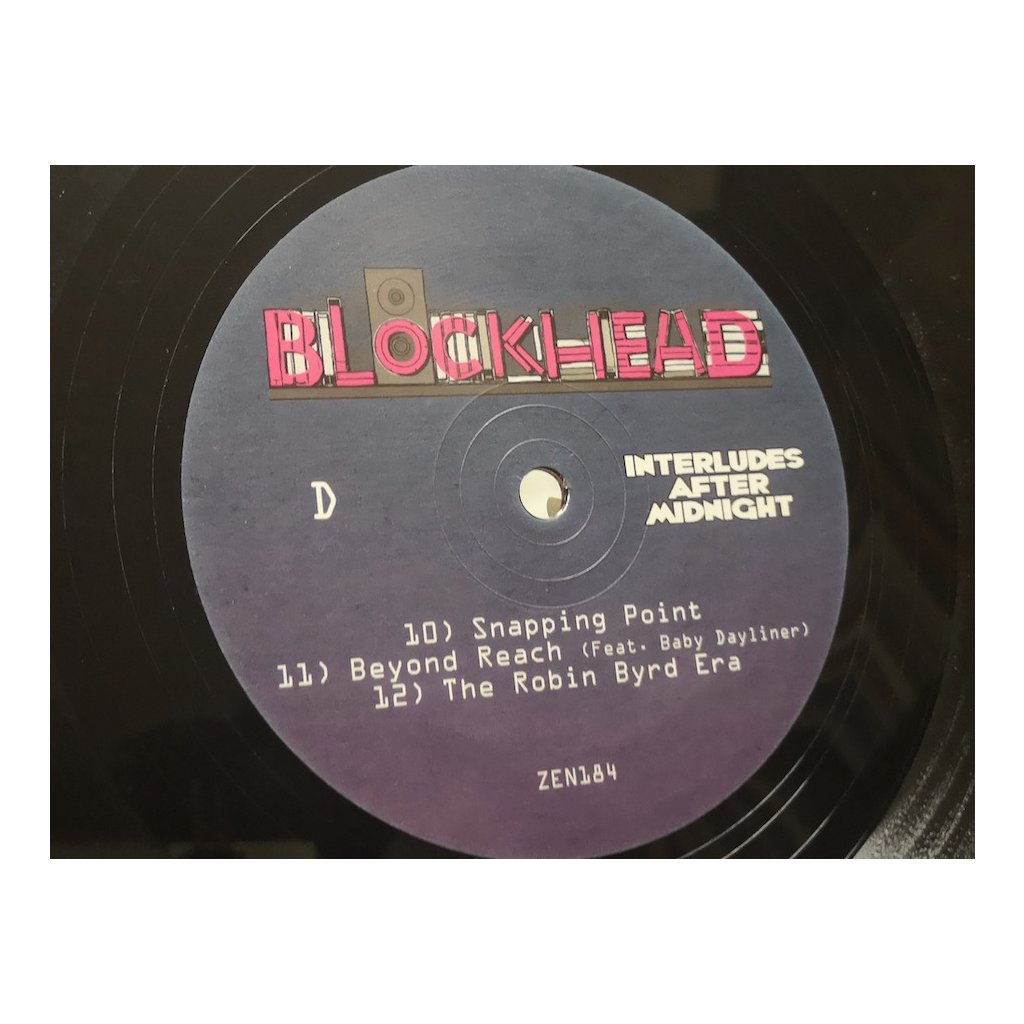 BLOCKHEAD
INTERLUDES
AFTER
MIDNIGHT
D
10) Snapping Point
11) Beyond Reach (Feat. Baby Dayliner)
12) The Robin Byrd Era
ZEN184